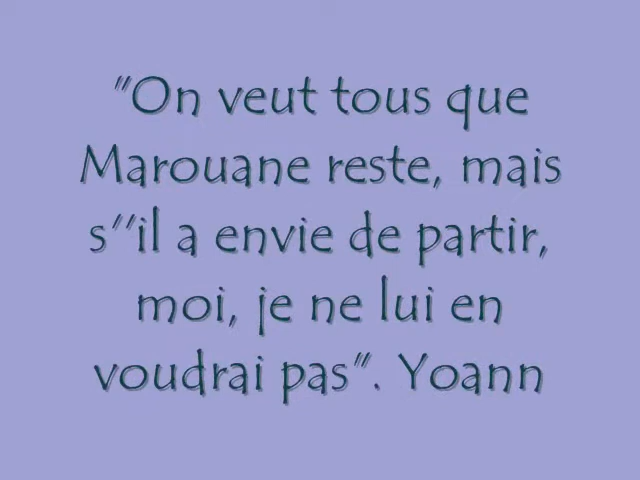 "On veut tous que
Marouane reste, mais
s''il a envie de partir,
moi, je ne lui en
voudrai pas". Yoann